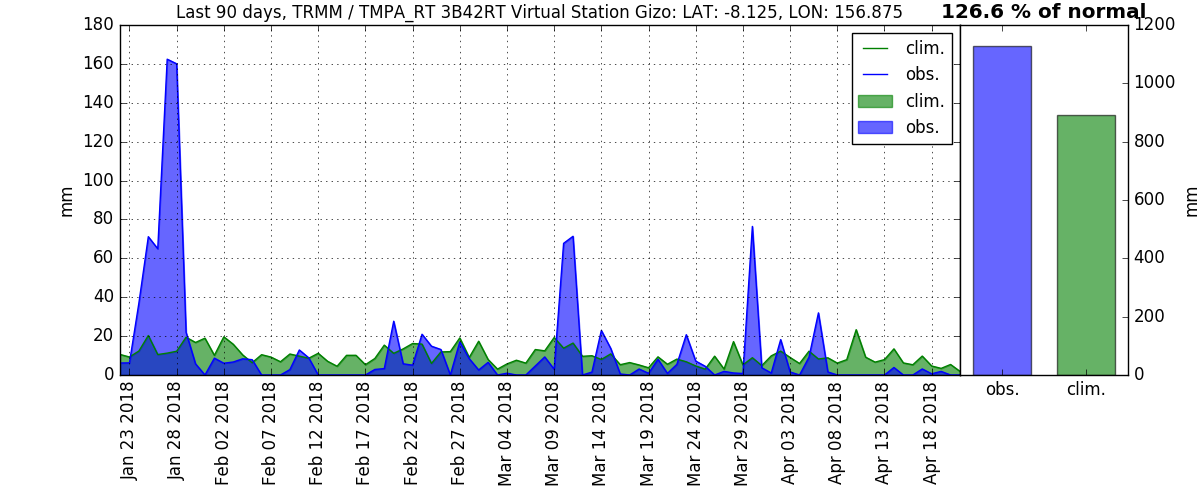 Last 90 days, TRMM / TMPA_RT 3B42RT Virtual Station Gizo: LAT: -8.125, LON: 156.875
126.6 % of normal
180
160
140
120
100
80
60
40
20
0
mm
clim.
obs.
clim.
obs.
Jan 23 2018
Jan 28 2018
Feb 02 2018
Feb 07 2018
Feb 12 2018
Feb 17 2018
Feb 22 2018
Feb 27 2018
Mar 04 2018
Mar 09 2018
Mar 14 2018
Mar 19 2018
Mar 24 2018
Mar 29 2018
Apr 03 2018
Apr 08 2018
Apr 13 2018
Apr 18 2018
1200
1000
800
600
400
200
0
mm
obs.
clim.